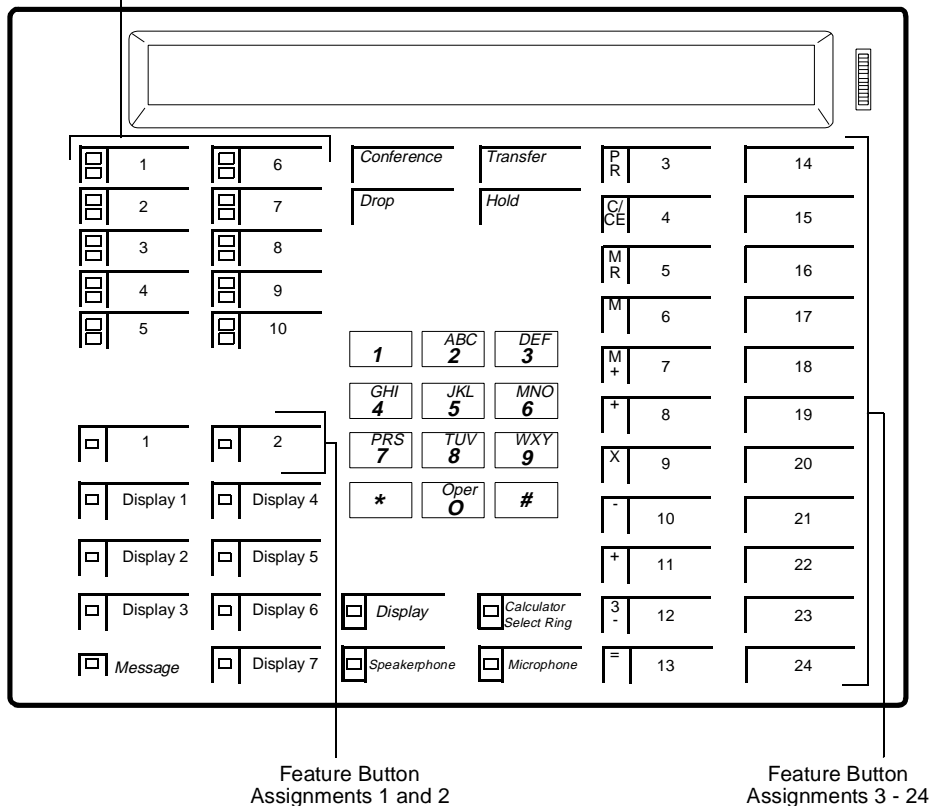 1
6
Conference
Transfer
P
R
3
14
2
7
Drop
Hold
C/
CE
4
15
3
8
M
R
5
16
4
9
M
6
17
5
10
1
ABC
2
DEF
3
M
+
7
18
GHI
4
JKL
5
MNO
6
+
8
19
1
2
PRS
7
TUV
8
WXY
9
X
9
20
Display 1
Display 4
*
Oper
O
#
-
10
21
Display 2
Display 5
+
11
22
Display 3
Display 6
Display
Calculator
Select Ring
3
-
12
23
Message
Display 7
Speakerphone
Microphone
=
13
24
Feature Button
Assignments 1 and 2
Feature Button
Assignments 3 - 24